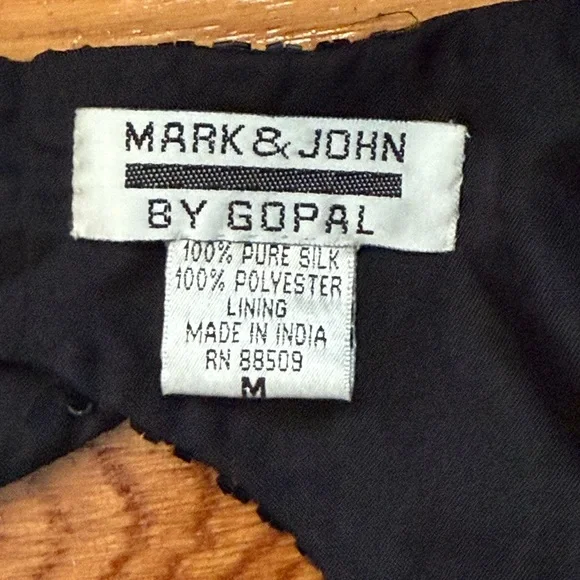 MARK & JOHN
BY GOPAL
100% PURE SILK
100% POLYESTER
LINING
MADE IN INDIA
RN 88509
M